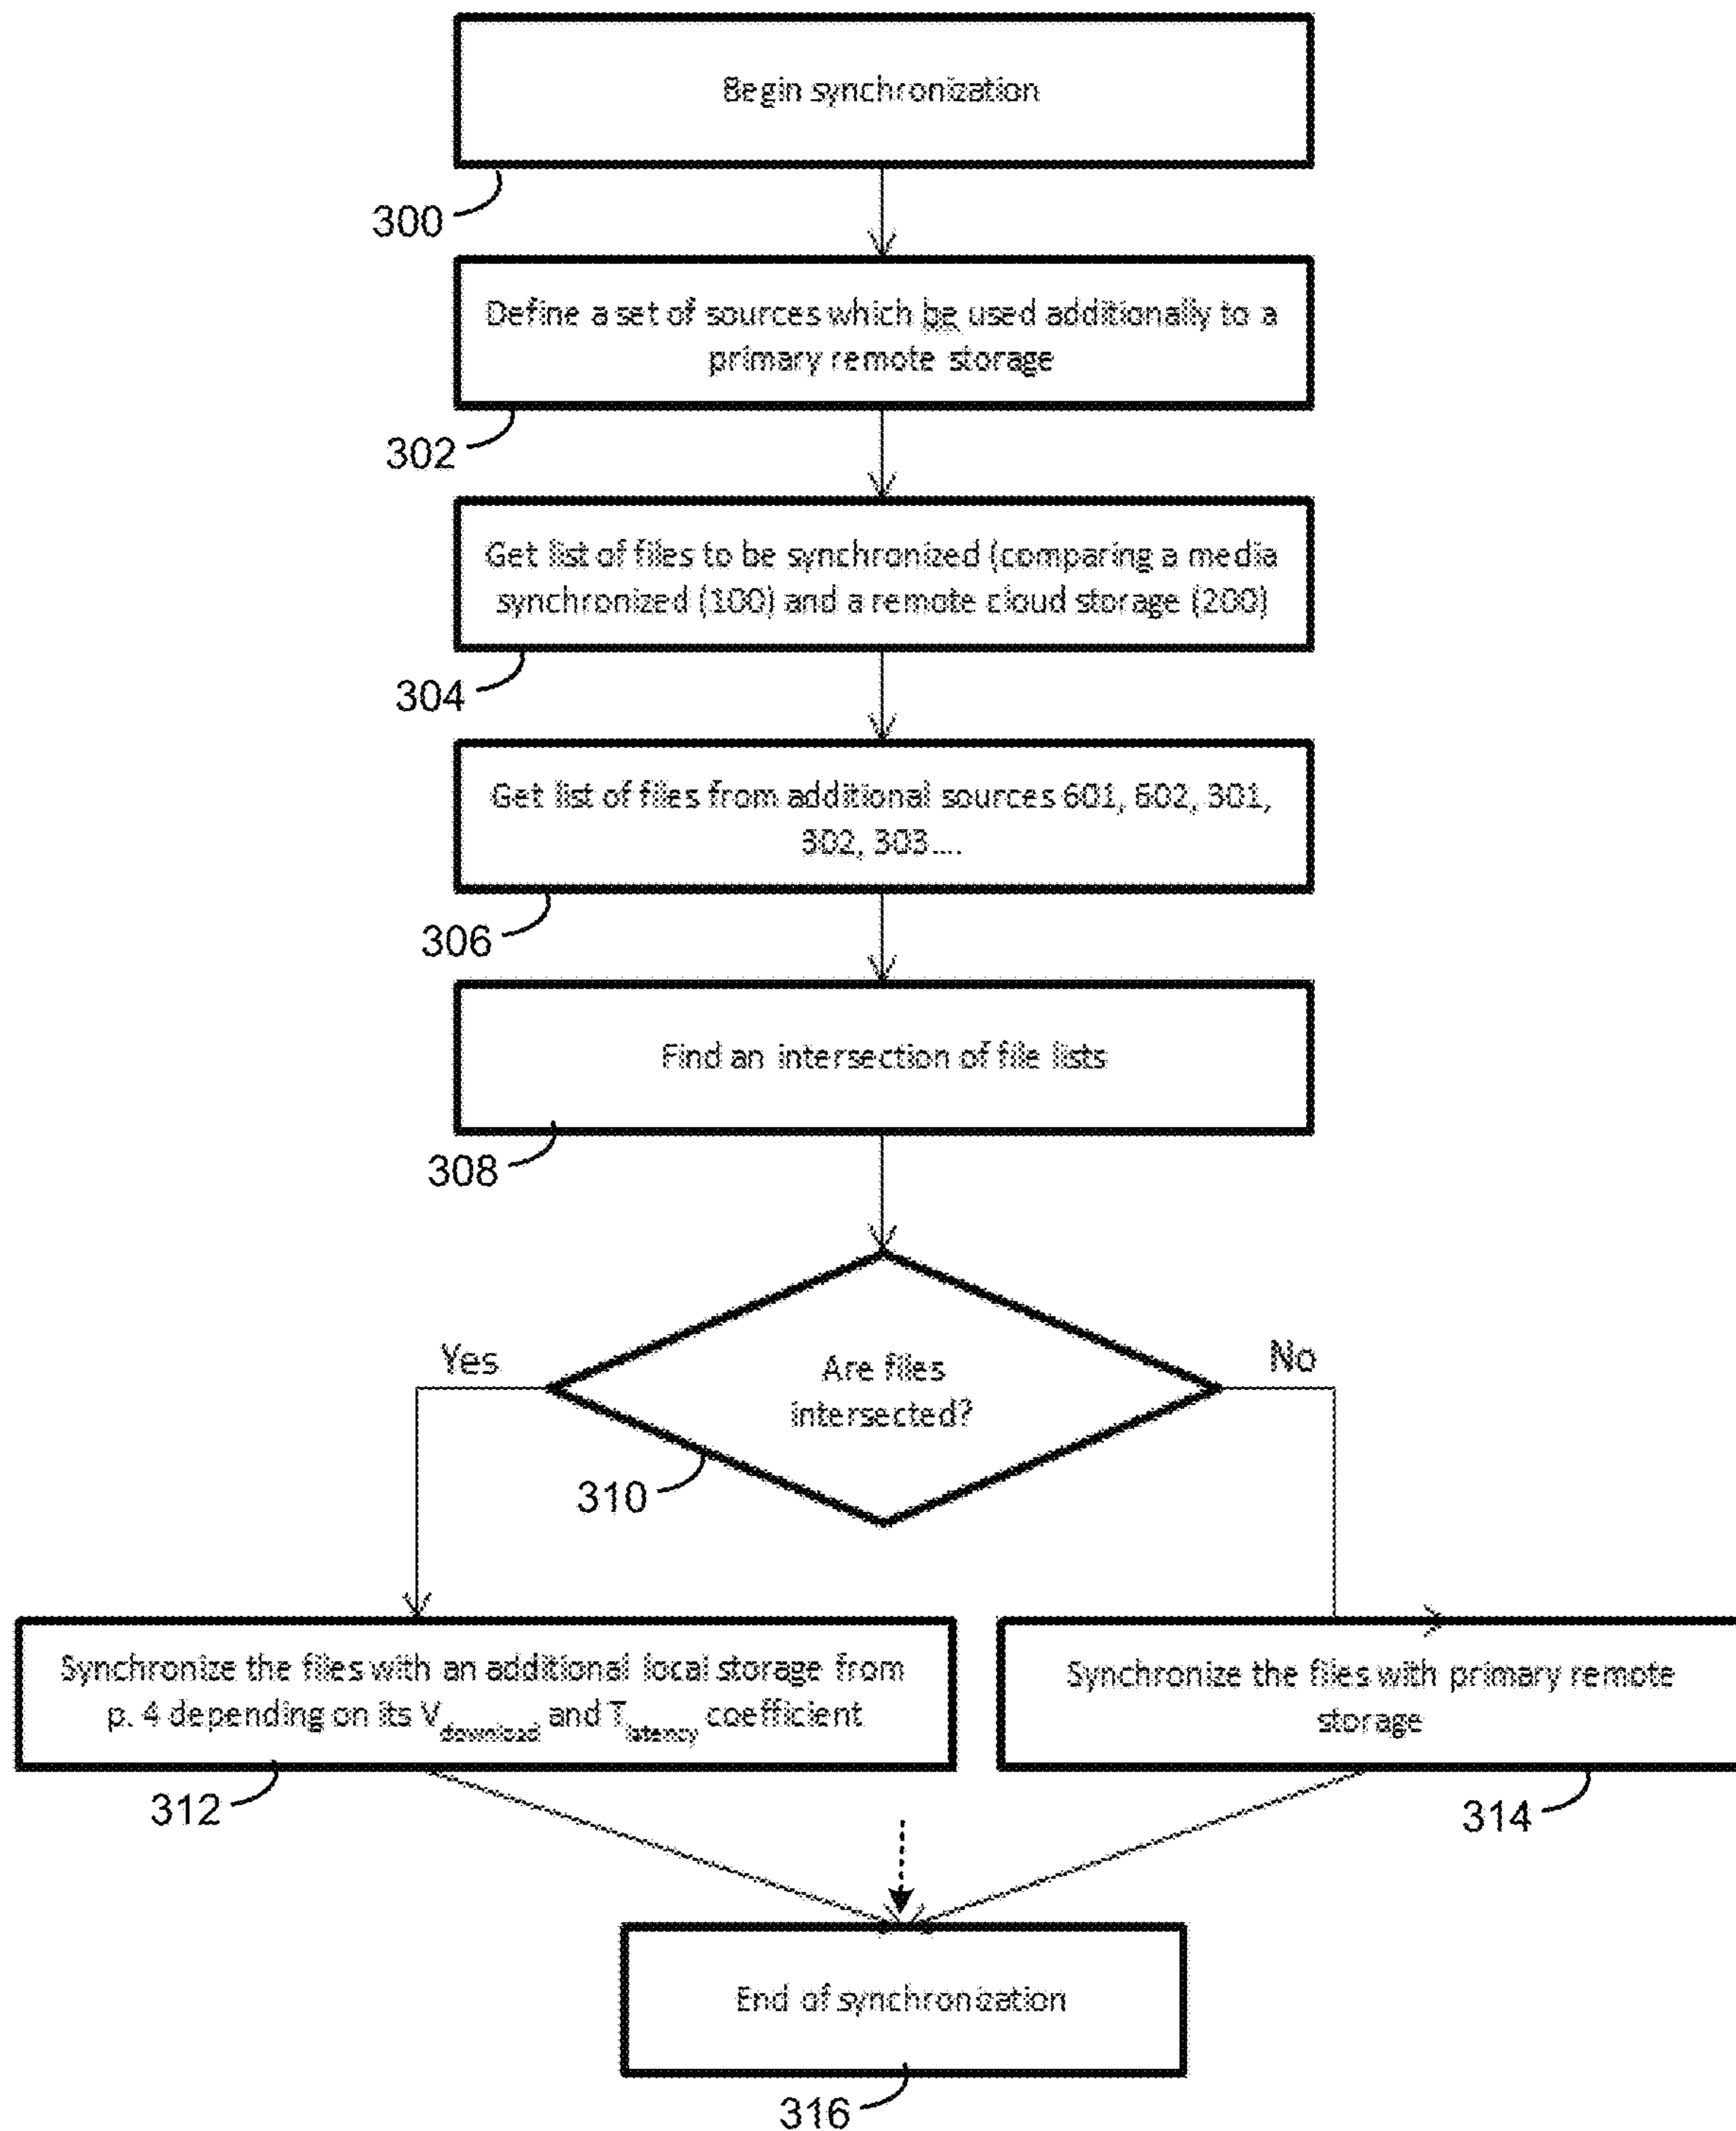 Begin synchronization
300
Define a set of sources which be used additionally to a
primary remote storage
302
Get list of files to be synchronized (comparing a media
synchronized (100) and a remote cloud storage (200)
304
Get list of files from additional sources 601, 602, 301,
302, 303....
306
Find an intersection of file lists
308
Yes
No
Are files
intersected?
310
Synchronize the files with an additional local storage from
p. 4 depending on its Vdownload and Tlatency coefficient
312
Synchronize the files with primary remote
storage
314
End of synchronization
316